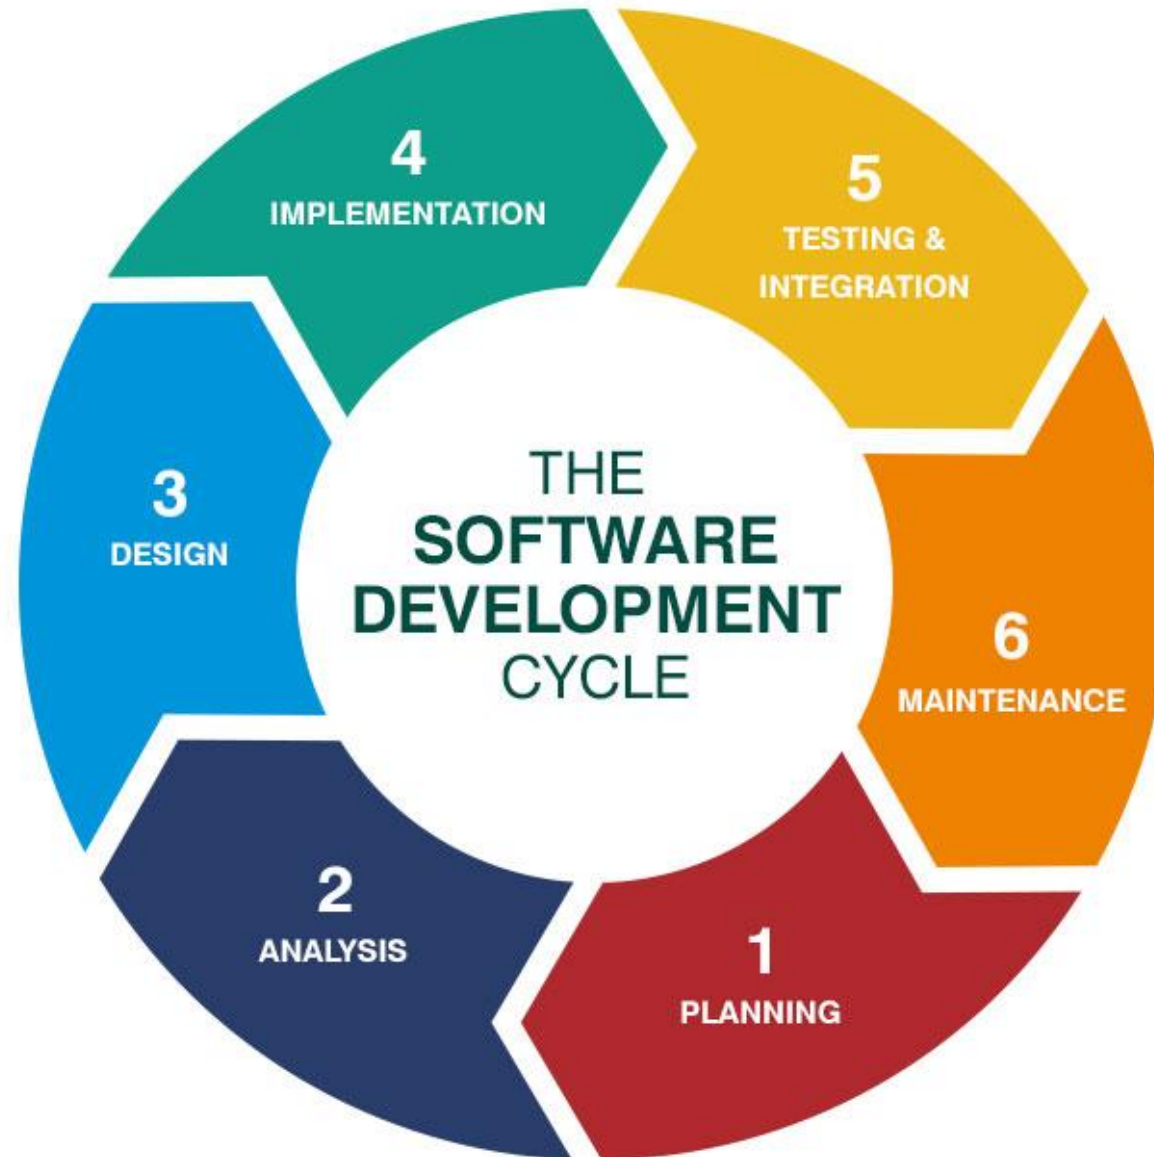 THE
SOFTWARE
DEVELOPMENT
CYCLE
1
PLANNING
2
ANALYSIS
3
DESIGN
4
IMPLEMENTATION
5
TESTING &
INTEGRATION
6
MAINTENANCE